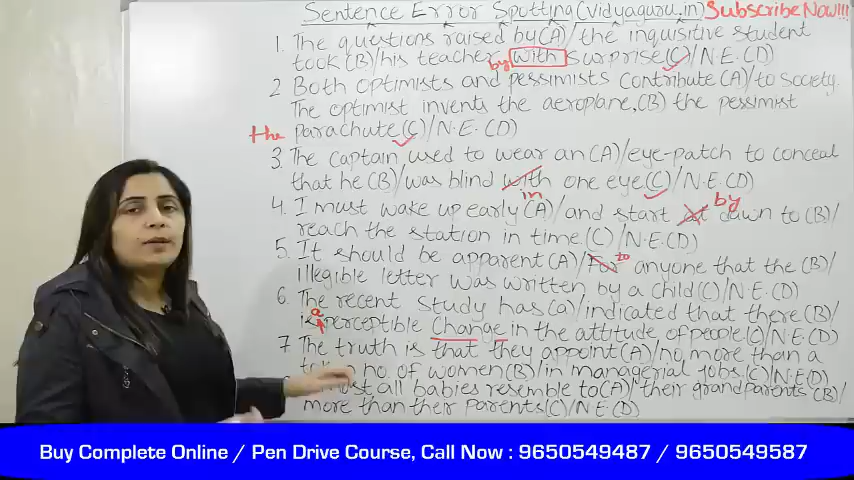 Sentence Error Spotting(vidyaguru.in) Subscribe Now!!!
1. The questions raised by(A)/the inquisitive student
took (B)/his teacher by with surprise(C)/N.E.(D)
2 Both optimists and pessimists contribute (A)/to society.
The optimist invents the aeroplane,(B) the pessimist
the parachute(C)/N.E.(D)
3. The captain used to wear an(A)/eye-patch to conceal
that he (B)/was blind with one eye(C)/N.E.(D)
in
4. I must wake up early(A)/and start at dawn to (B)/
by
reach the station in time(C)/N.E.(D)
5. It should be apparent (A)/for to anyone that the (B)/
illegible letter was written by a child(C)/N.E.(D)
6. The recent study has(a)/indicated that there(B)/
a
is perceptible Change in the attitude of people(C)/N.E.(D)
7 The truth is that they appoint(A)/no more than a
no. of women(B)/in managerial jobs.(C)/N.E.(D)
all babies resemble to(A)/their grandparents (B)/
more than their Parents(C)/N.E.(D)
Buy Complete Online / Pen Drive Course, Call Now : 9650549487 / 9650549587